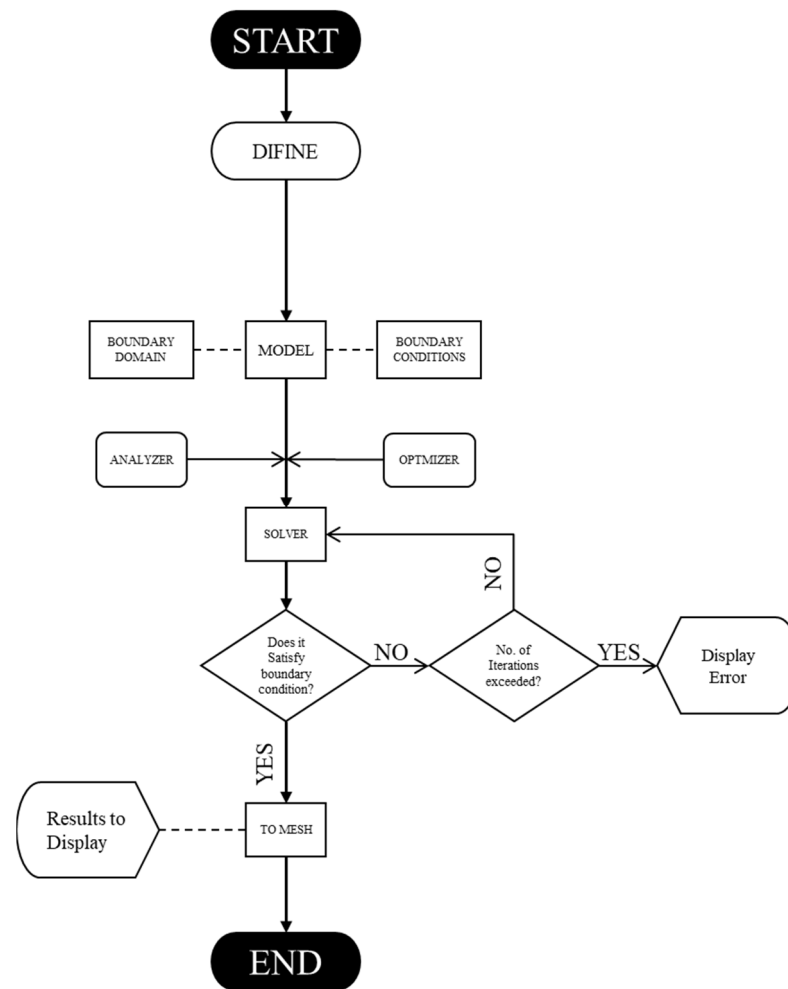 START
DIFINE
BOUNDARY
DOMAIN
MODEL
BOUNDARY
CONDITIONS
ANALYZER
OPTMIZER
SOLVER
NO
Does it
Satisfy
boundary
condition?
NO
No. of
Iterations
exceeded?
YES
Display
Error
YES
Results to
Display
TO MESH
END